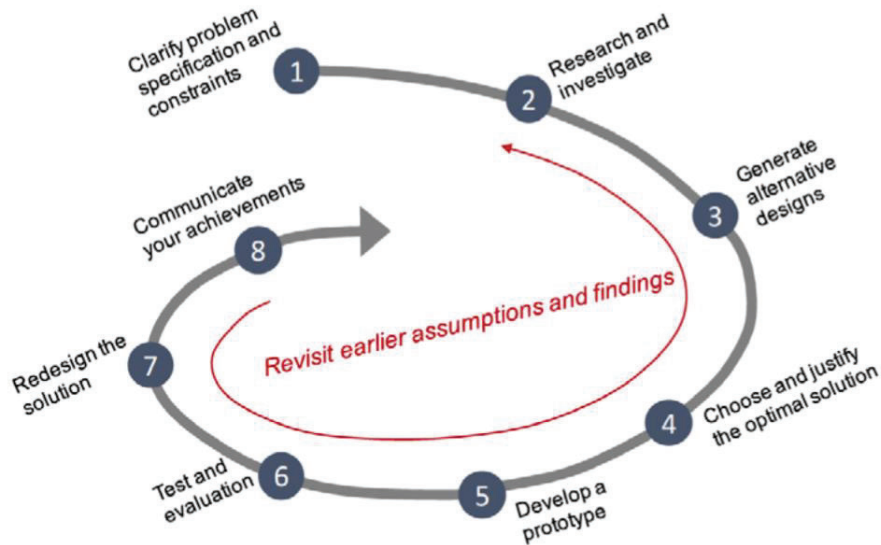 Clarify problem
specification and
constraints
1
2
Research and
investigate
3
Generate
alternative
designs
4
Choose and justify
the optimal solution
5
Develop a
prototype
6
Test and
evaluation
7
Redesign the
solution
8
Communicate
your achievements
Revisit earlier assumptions and findings